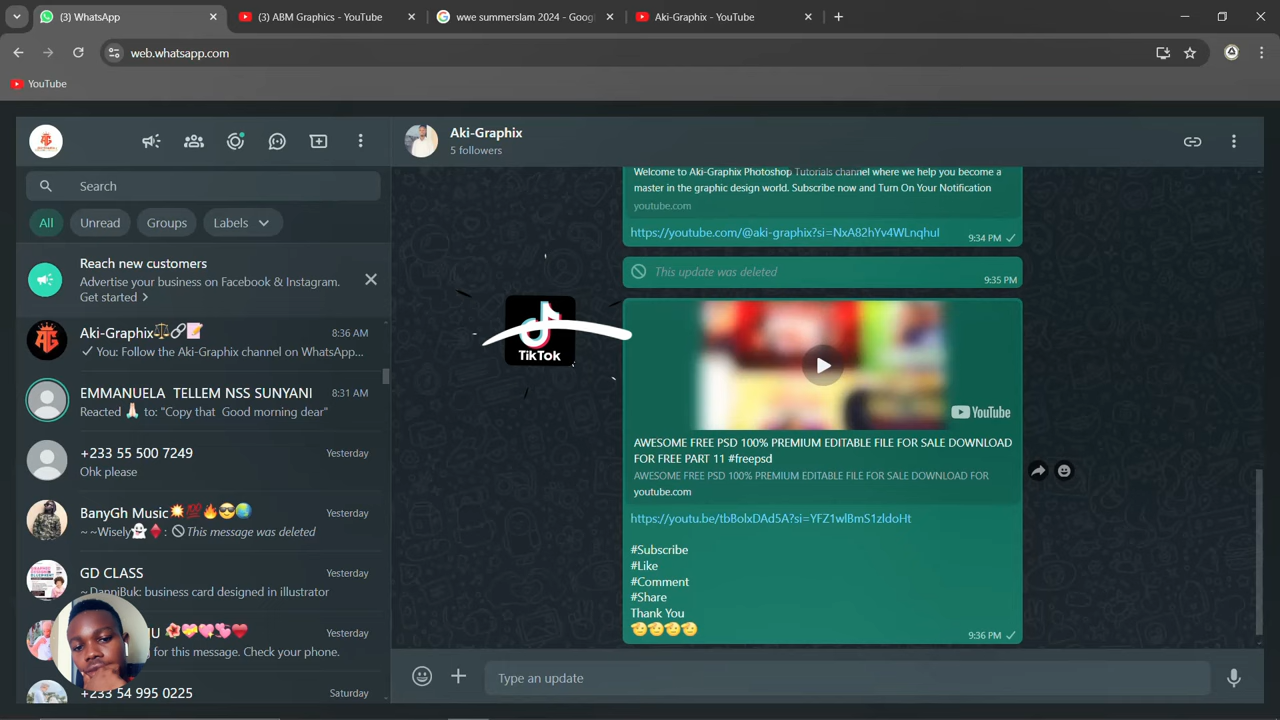 (3) WhatsApp
(3) ABM Graphics - YouTube
wwe summerslam 2024 - Goog
Aki-Graphix - YouTube
web.whatsapp.com
YouTube
Aki-Graphix
5 followers
Search
All
Unread
Groups
Labels
Reach new customers
Advertise your business on Facebook & Instagram.
Get started
Aki-Graphix⚖️🔗📝
8:36 AM
You: Follow the Aki-Graphix channel on WhatsApp...
EMMANUELA TELLEM NSS SUNYANI
8:31 AM
Reacted 🙏🏻 to: "Copy that Good morning dear"
+233 55 500 7249
Yesterday
Ohk please
BanyGh Music💥💯🔥😎🌍
Yesterday
~~Wisely👻♦️: This message was deleted
GD CLASS
Yesterday
~DanniBuk: business card designed in illustrator
U 🌺💝💞💘❤️
Yesterday
for this message. Check your phone.
+233 54 995 0225
Saturday
Welcome to Aki-Graphix Photoshop Tutorials channel where we help you become a
master in the graphic design world. Subscribe now and Turn On Your Notification
youtube.com
https://youtube.com/@aki-graphix?si=NxA82hYv4WLnqhul
9:34 PM
This update was deleted
9:35 PM
TikTok
YouTube
AWESOME FREE PSD 100% PREMIUM EDITABLE FILE FOR SALE DOWNLOAD
FOR FREE PART 11 #freepsd
AWESOME FREE PSD 100% PREMIUM EDITABLE FILE FOR SALE DOWNLOAD FOR
youtube.com
https://youtu.be/tbBolxDAd5A?si=YFZ1wlBmS1zldoHt
#Subscribe
#Like
#Comment
#Share
Thank You
🫡🫡🫡🫡
9:36 PM
Type an update